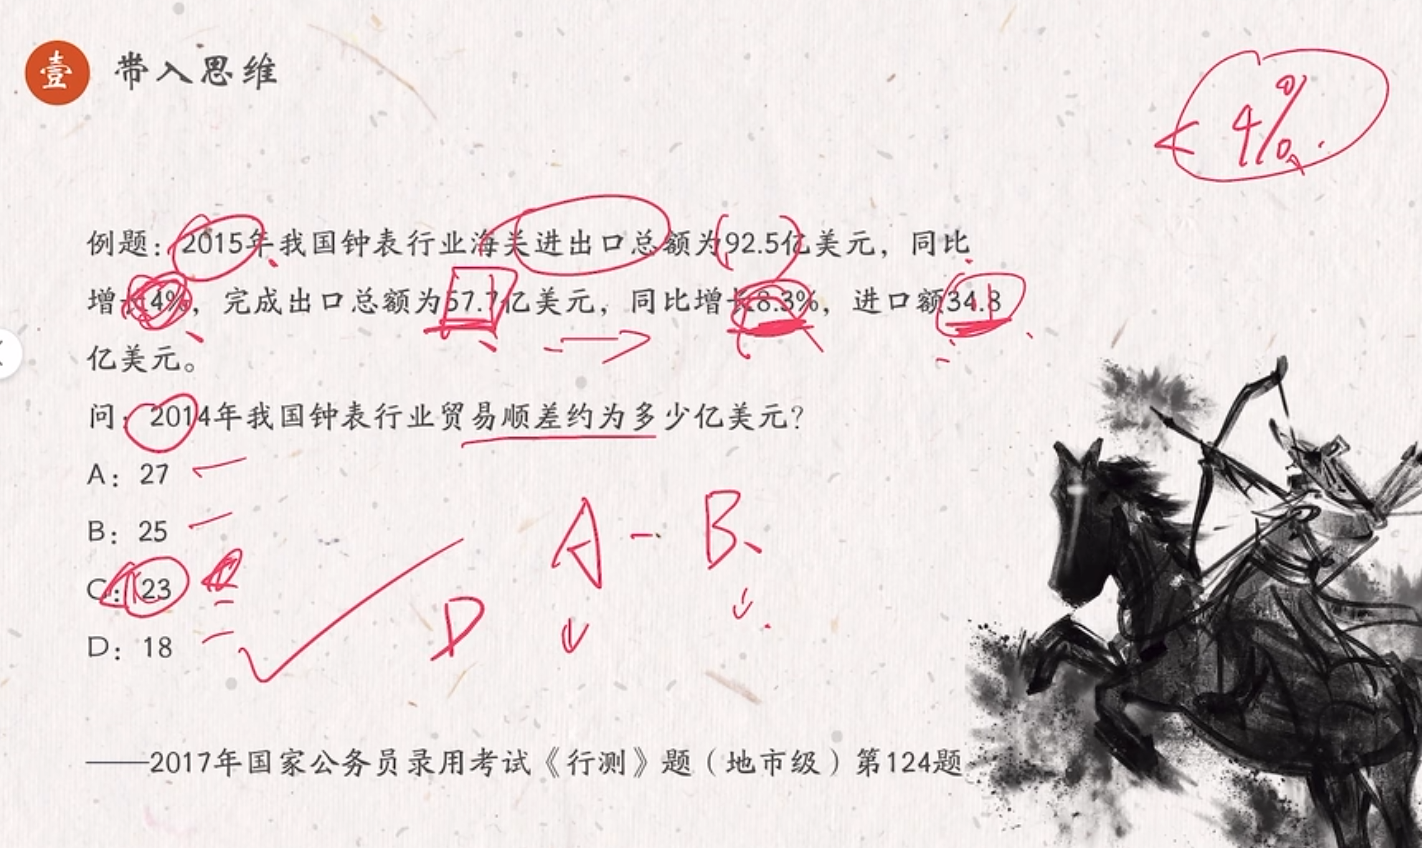 壹 带入思维
< 4%
例题：2015年我国钟表行业海关进出口总额为92.5亿美元，同比
增长4%，完成出口总额为57.7亿美元，同比增长8.3%，进口额34.8
亿美元。
问：2014年我国钟表行业贸易顺差约为多少亿美元？
A：27
B：25
C：23
D：18
A - B
D
——2017年国家公务员录用考试《行测》题（地市级）第124题